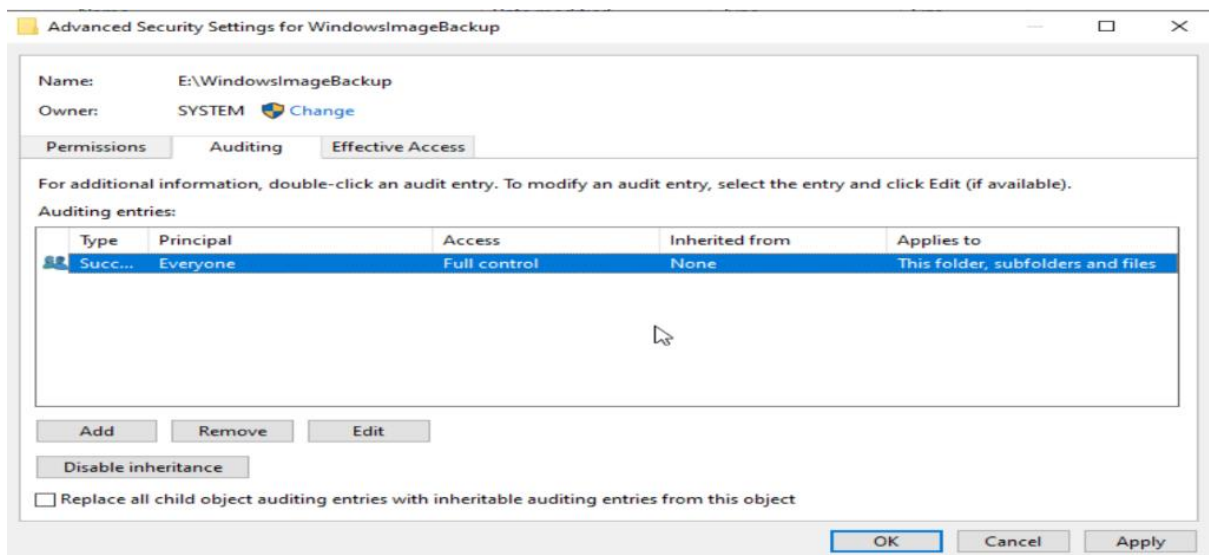 Advanced Security Settings for WindowsImageBackup
Name: E:\WindowsImageBackup
Owner: SYSTEM Change
Permissions Auditing Effective Access
For additional information, double-click an audit entry. To modify an audit entry, select the entry and click Edit (if available).
Auditing entries:
Type Principal Access Inherited from Applies to
Succ... Everyone Full control None This folder, subfolders and files
Add Remove Edit
Disable inheritance
Replace all child object auditing entries with inheritable auditing entries from this object
OK Cancel Apply